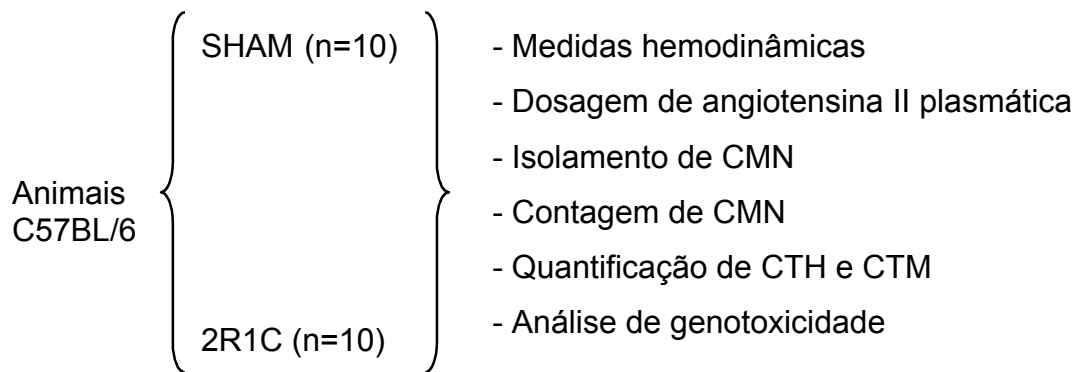 Animais
C57BL/6
SHAM (n=10)
2R1C (n=10)
- Medidas hemodinâmicas
- Dosagem de angiotensina II plasmática
- Isolamento de CMN
- Contagem de CMN
- Quantificação de CTH e CTM
- Análise de genotoxicidade